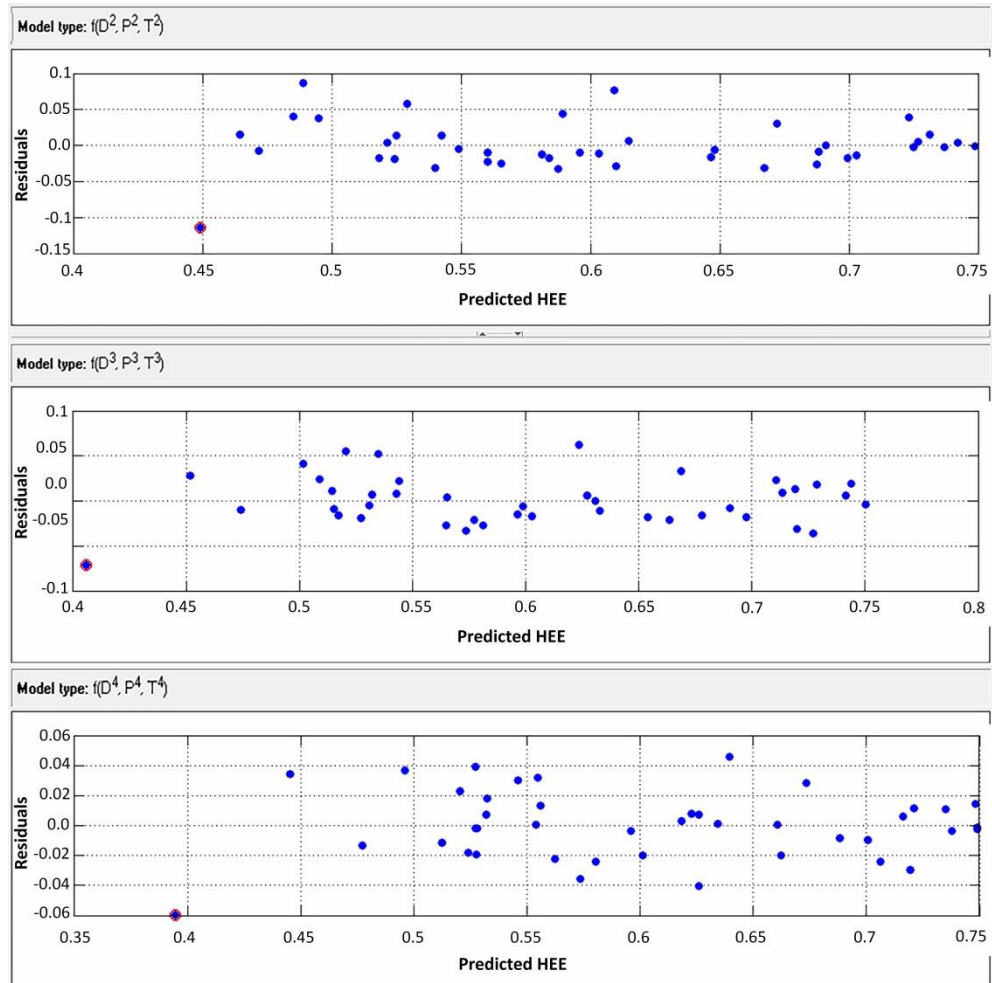 Model type: f(D², P², T²)
0.1
0.05
0.0
-0.05
-0.1
-0.15
Residuals
0.4 0.45 0.5 0.55 0.6 0.65 0.7 0.75
Predicted HEE
Model type: f(D³, P³, T³)
0.1
0.05
0.0
-0.05
-0.1
Residuals
0.4 0.45 0.5 0.55 0.6 0.65 0.7 0.75 0.8
Predicted HEE
Model type: f(D⁴, P⁴, T⁴)
0.06
0.04
0.02
0.0
-0.02
-0.04
-0.06
Residuals
0.35 0.4 0.45 0.5 0.55 0.6 0.65 0.7 0.75
Predicted HEE